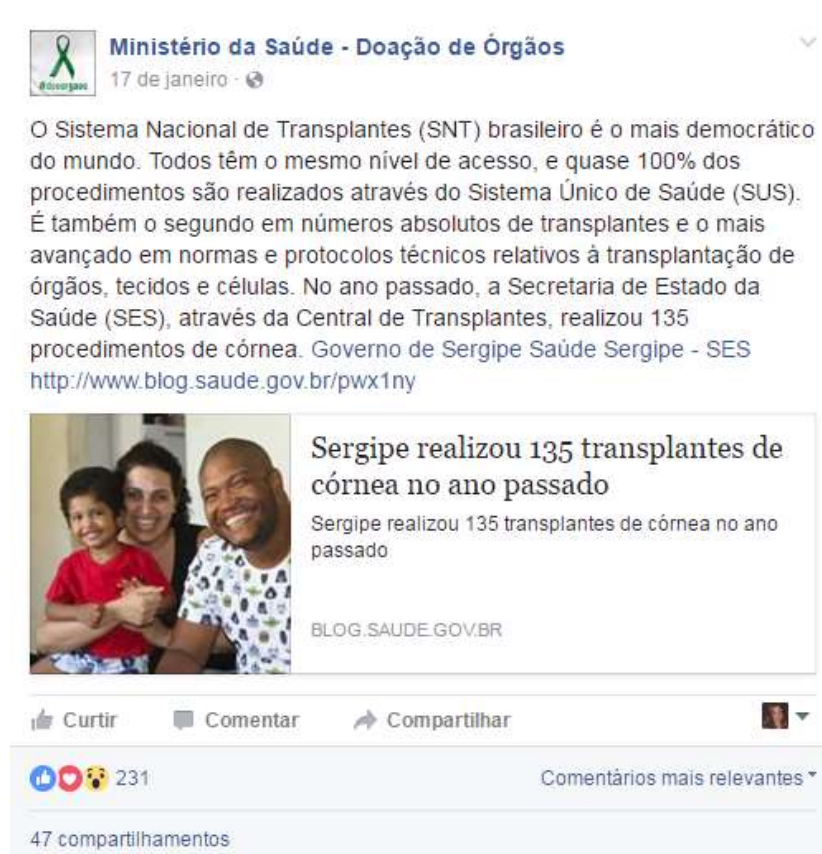 Ministério da Saúde - Doação de Órgãos
17 de janeiro ·
O Sistema Nacional de Transplantes (SNT) brasileiro é o mais democrático
do mundo. Todos têm o mesmo nível de acesso, e quase 100% dos
procedimentos são realizados através do Sistema Único de Saúde (SUS).
É também o segundo em números absolutos de transplantes e o mais
avançado em normas e protocolos técnicos relativos à transplantação de
órgãos, tecidos e células. No ano passado, a Secretaria de Estado da
Saúde (SES), através da Central de Transplantes, realizou 135
procedimentos de córnea. Governo de Sergipe Saúde Sergipe - SES
http://www.blog.saude.gov.br/pwx1ny
Sergipe realizou 135 transplantes de
córnea no ano passado
Sergipe realizou 135 transplantes de córnea no ano
passado
BLOG.SAUDE.GOV.BR
Curtir Comentar Compartilhar
231 Comentários mais relevantes
47 compartilhamentos